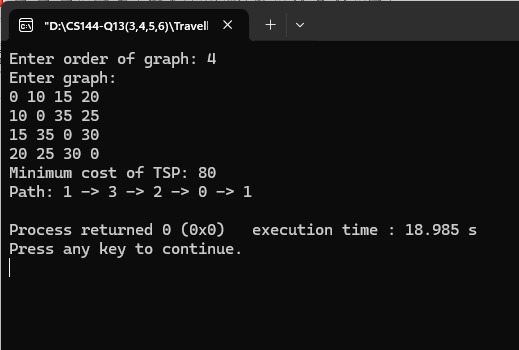 "D:\CS144-Q13(3,4,5,6)\Travell
Enter order of graph: 4
Enter graph:
0 10 15 20
10 0 35 25
15 35 0 30
20 25 30 0
Minimum cost of TSP: 80
Path: 1 -> 3 -> 2 -> 0 -> 1
Process returned 0 (0x0)   execution time : 18.985 s
Press any key to continue.